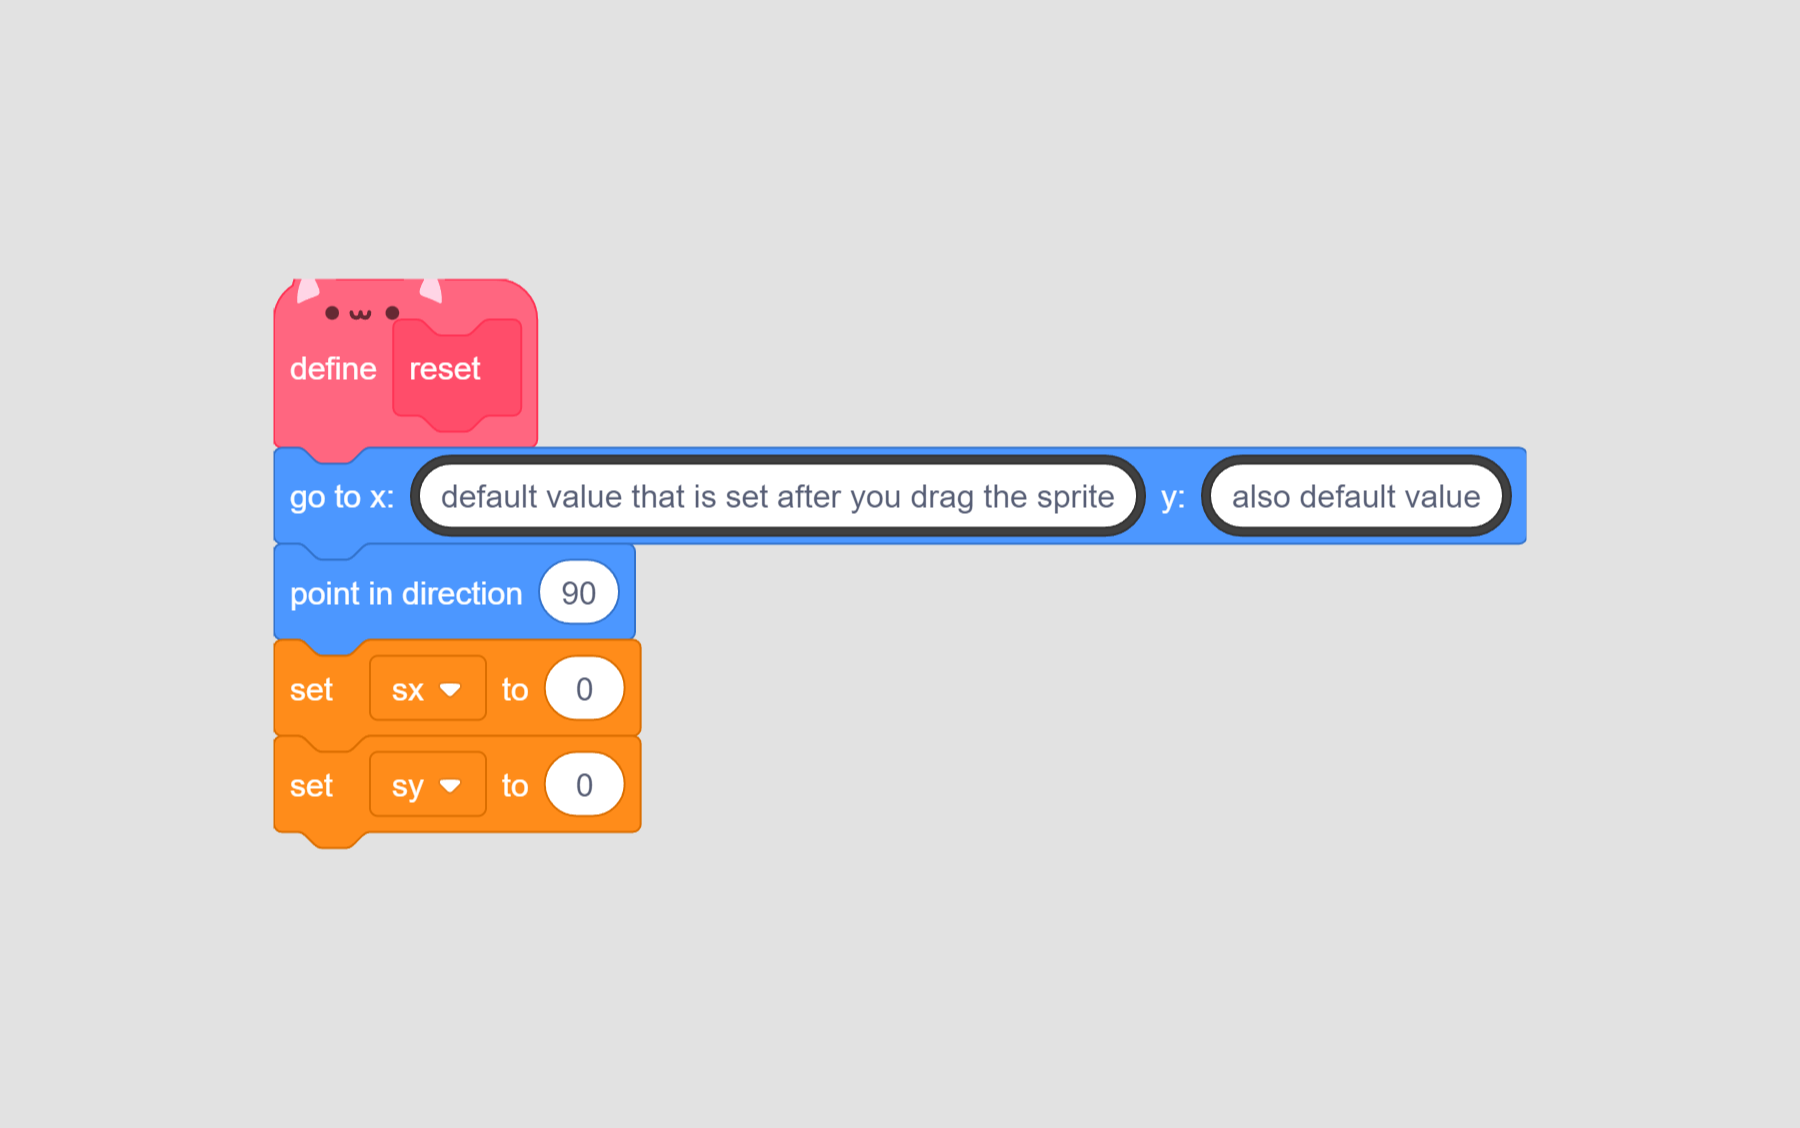 define reset
go to x: default value that is set after you drag the sprite y: also default value
point in direction 90
set sx to 0
set sy to 0